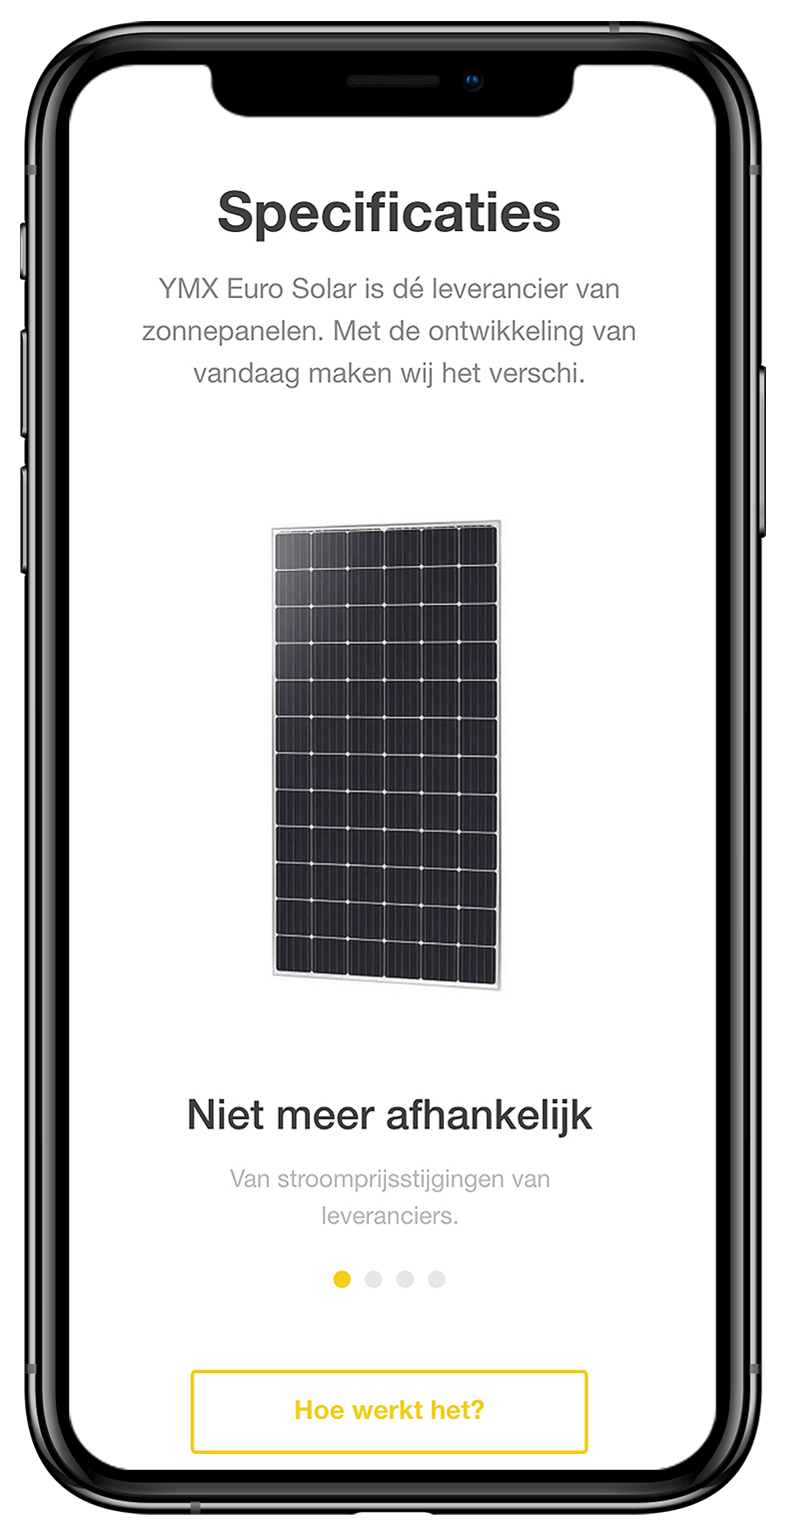 Specificaties
YMX Euro Solar is dé leverancier van
zonnepanelen. Met de ontwikkeling van
vandaag maken wij het verschi.
Niet meer afhankelijk
Van stroomprijsstijgingen van
leveranciers.
Hoe werkt het?